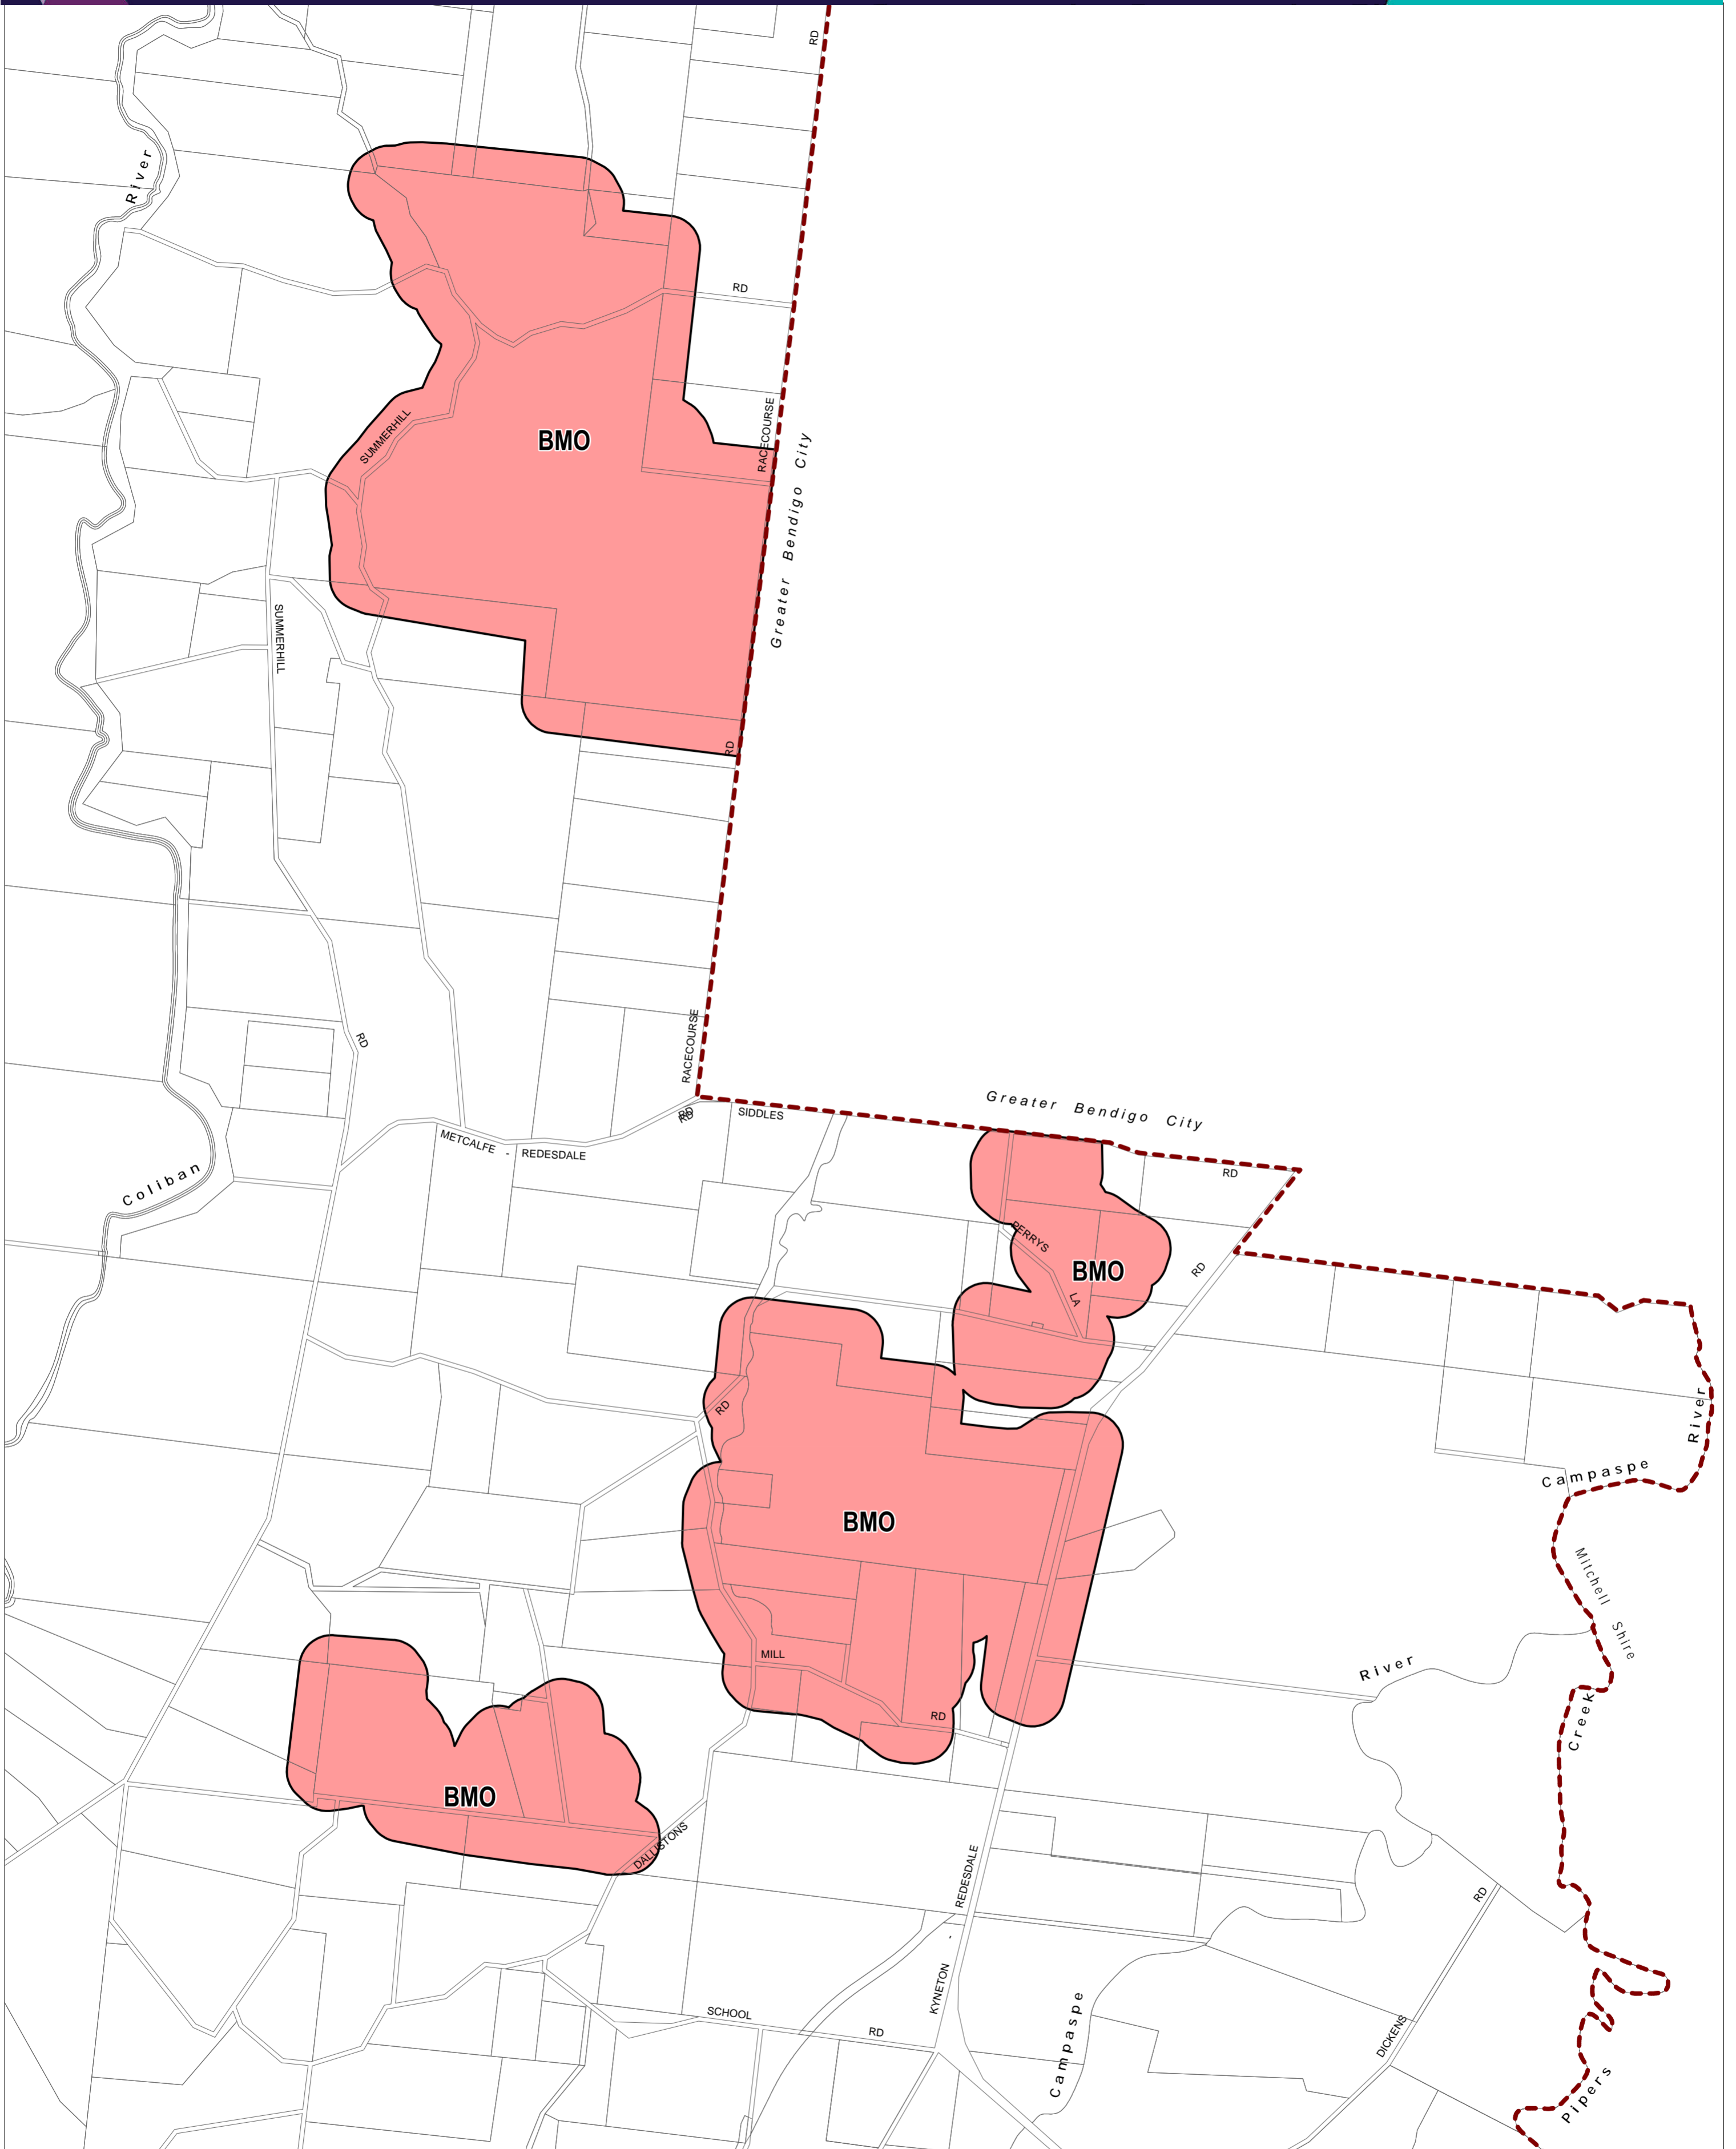 RD
River
RD
SUMMERHILL
RACECOURSE
BMO
Greater Bendigo City
SUMMERHILL
RD
RACECOURSE
RD
RD
RD
SIDDLES
Greater Bendigo City
METCALFE - REDESDALE
RD
Coliban
PERRYS
BMO
RD
LA
RD
River
Campaspe
BMO
Mitchell Shire
MILL
River
RD
Creek
BMO
DALLISTONS
REDESDALE
-
KYNETON
RD
SCHOOL
RD
Campaspe
DICKENS
Pipers